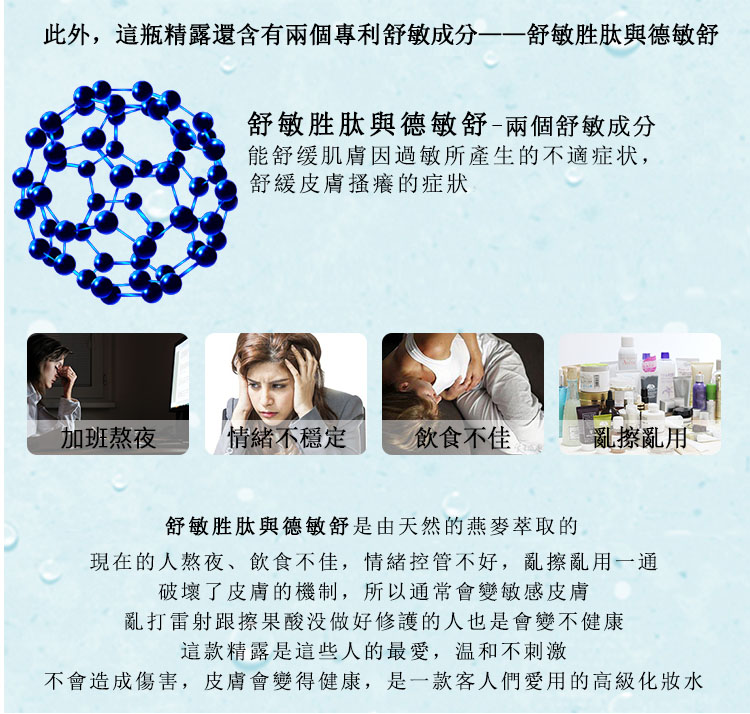 此外，這瓶精露還含有兩個專利舒敏成分——舒敏胜肽與德敏舒
舒敏胜肽與德敏舒-兩個舒敏成分
能舒缓肌膚因過敏所產生的不適症状，
舒緩皮膚搔癢的症狀
加班熬夜
情緒不穩定
飲食不佳
亂擦亂用
舒敏胜肽與德敏舒是由天然的燕麥萃取的
現在的人熬夜、飲食不佳，情緒控管不好，亂擦亂用一通
破壞了皮膚的機制，所以通常會變敏感皮膚
亂打雷射跟擦果酸没做好修護的人也是會變不健康
這款精露是這些人的最愛，温和不刺激
不會造成傷害，皮膚會變得健康，是一款客人們愛用的高級化妝水